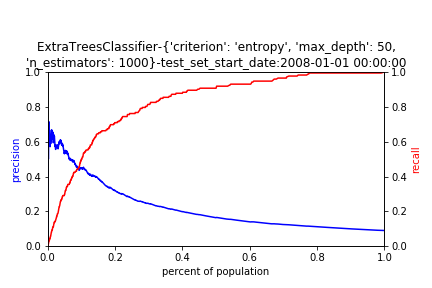 ExtraTreesClassifier-{'criterion': 'entropy', 'max_depth': 50,
'n_estimators': 1000}-test_set_start_date:2008-01-01 00:00:00
1.0 1.0
0.8 0.8
0.6 0.6
0.4 0.4
0.2 0.2
0.0 0.0
precision
recall
0.0 0.2 0.4 0.6 0.8 1.0
percent of population